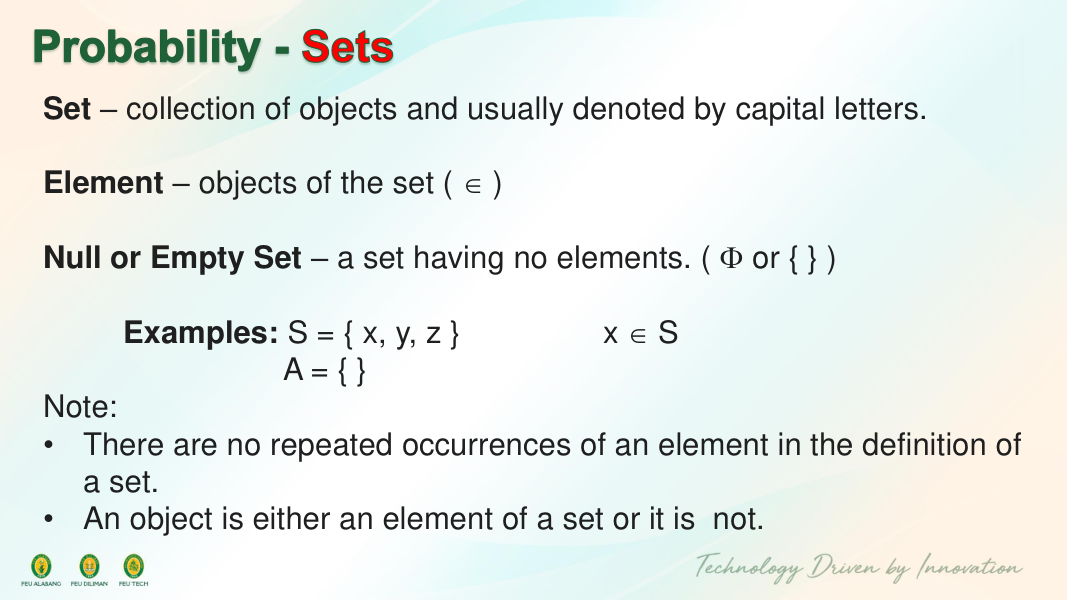 Probability - Sets
Set – collection of objects and usually denoted by capital letters.
Element – objects of the set ( ∈ )
Null or Empty Set – a set having no elements. ( Φ or { } )
Examples: S = { x, y, z } x ∈ S
A = { }
Note:
• There are no repeated occurrences of an element in the definition of
a set.
• An object is either an element of a set or it is  not.
FEU ALABANG FEU DILIMAN FEU TECH
Technology Driven by Innovation